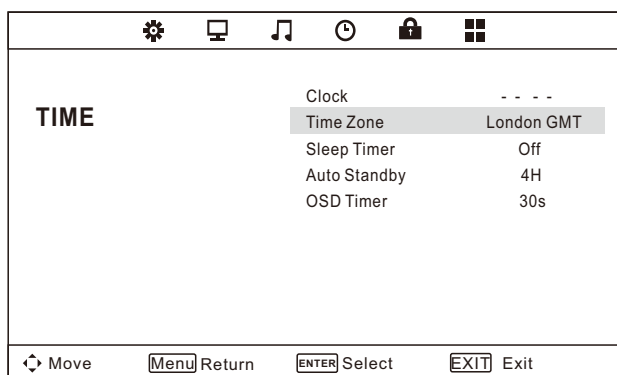 TIME
Clock - - - -
Time Zone London GMT
Sleep Timer Off
Auto Standby 4H
OSD Timer 30s
Move Menu Return ENTER Select EXIT Exit